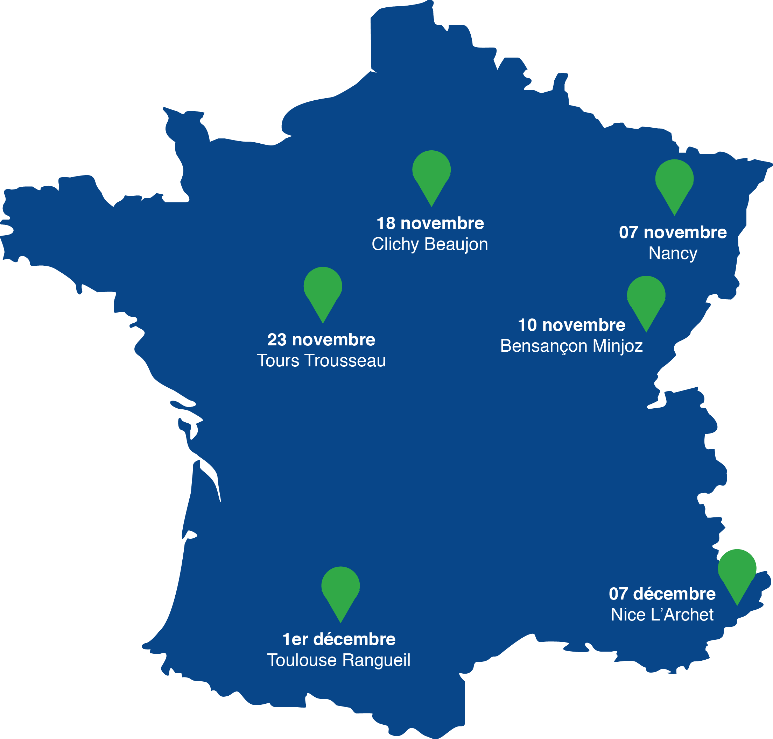 18 novembre
Clichy Beaujon
07 novembre
Nancy
23 novembre
Tours Trousseau
10 novembre
Bensançon Minjoz
1er décembre
Toulouse Rangueil
07 décembre
Nice L'Archet